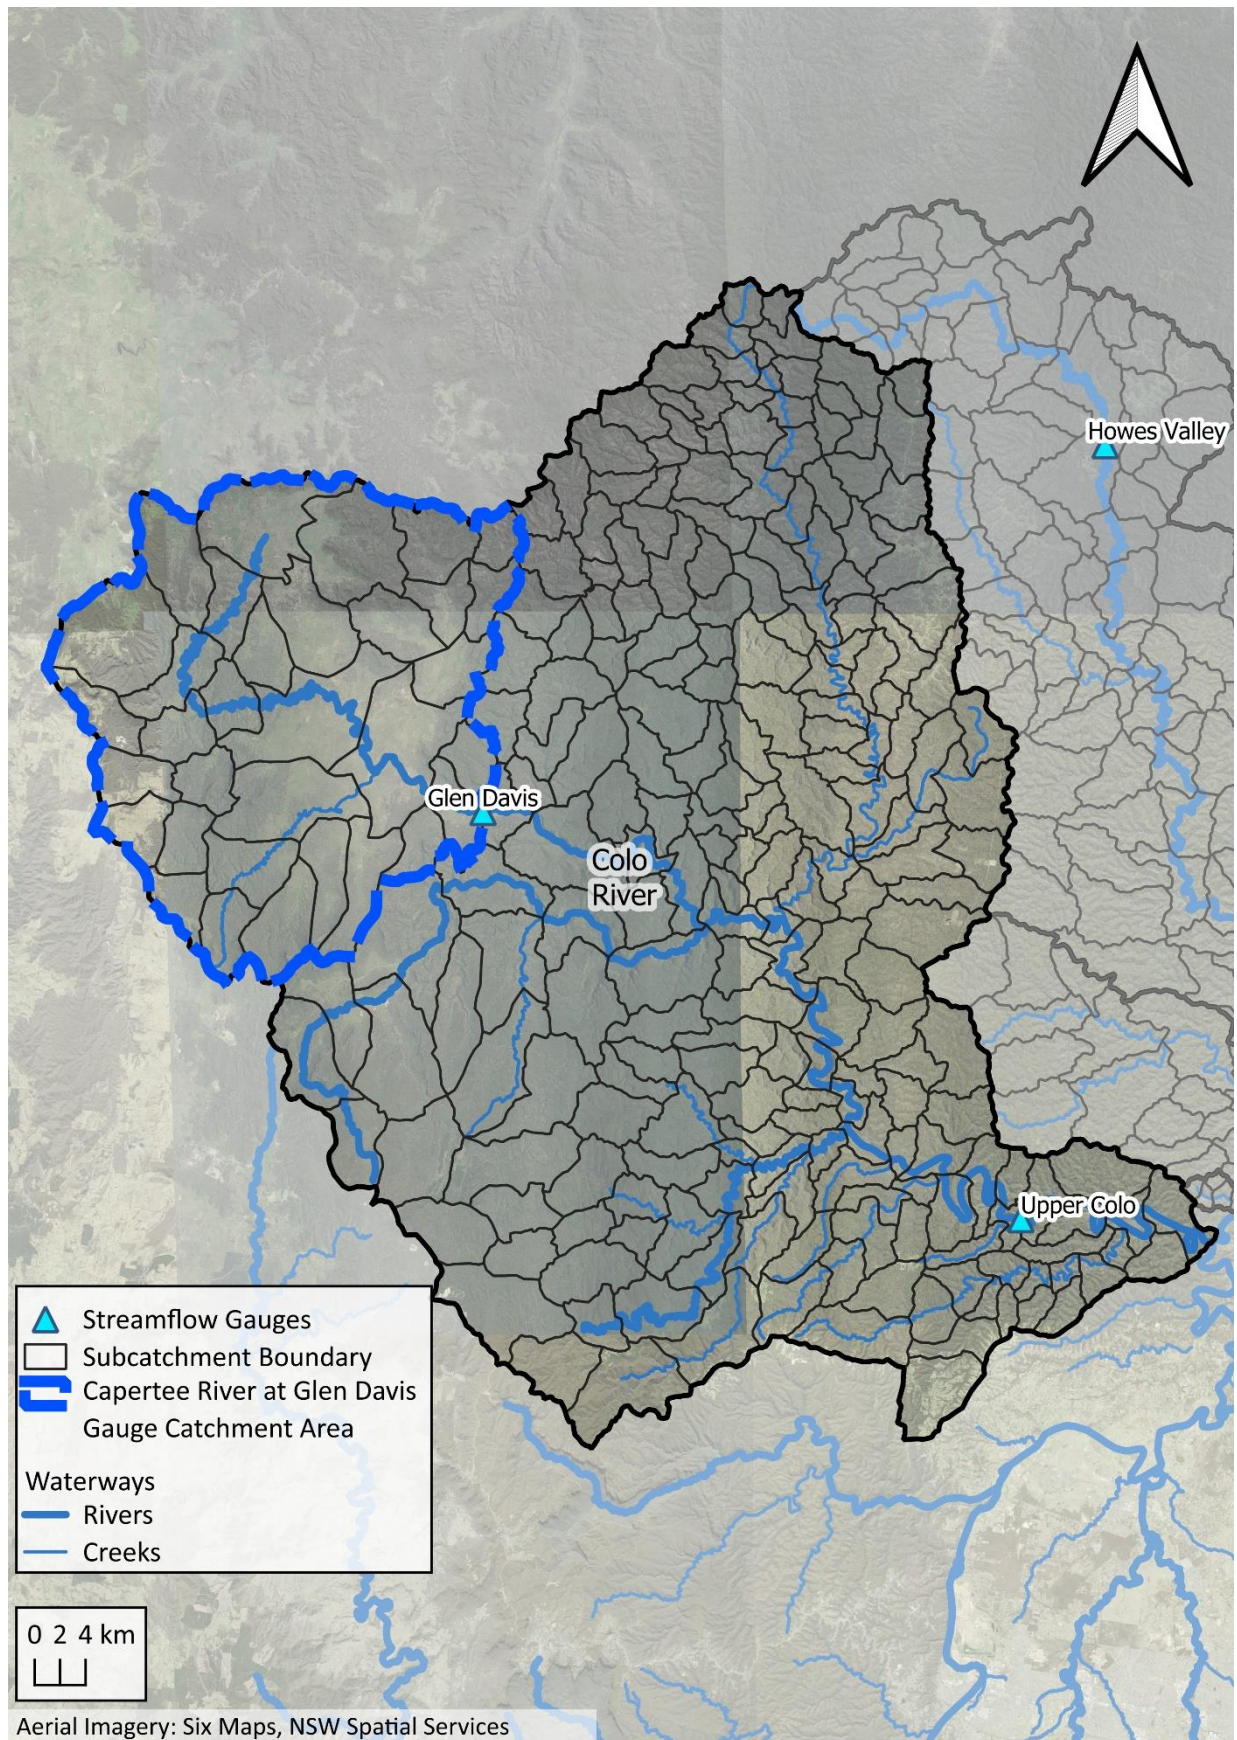 Howes Valley
Glen Davis
Colo
River
Upper Colo
Streamflow Gauges
Subcatchment Boundary
Capertee River at Glen Davis
Gauge Catchment Area
Waterways
Rivers
Creeks
0 2 4 km
Aerial Imagery: Six Maps, NSW Spatial Services